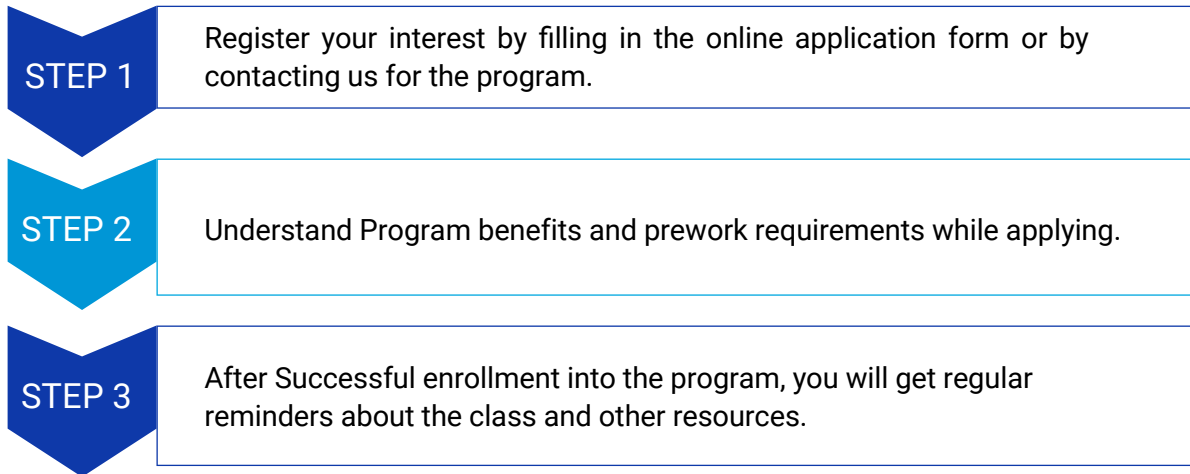 STEP 1
Register your interest by filling in the online application form or by
contacting us for the program.
STEP 2
Understand Program benefits and prework requirements while applying.
STEP 3
After Successful enrollment into the program, you will get regular
reminders about the class and other resources.